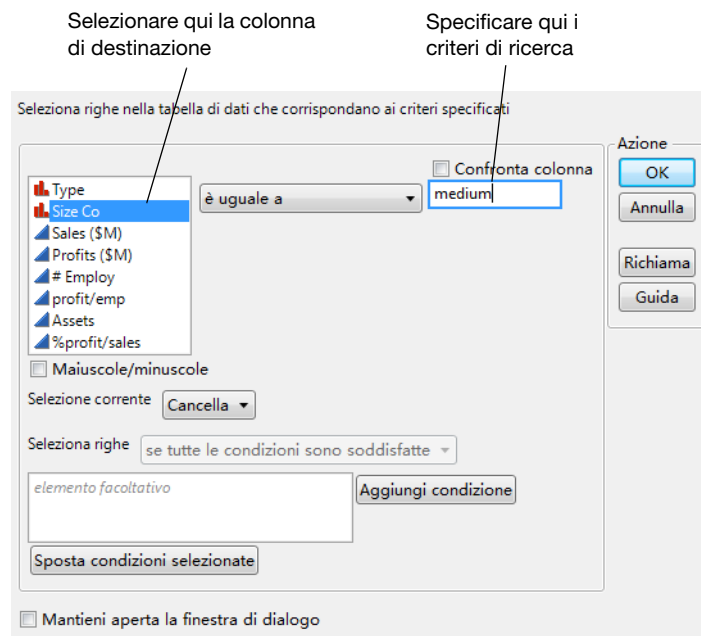 Selezionare qui la colonna
di destinazione
Specificare qui i
criteri di ricerca
Seleziona righe nella tabella di dati che corrispondano ai criteri specificati
Azione
Confronta colonna
OK
Type
Size Co
Sales ($M)
Profits ($M)
# Employ
profit/emp
Assets
%profit/sales
è uguale a
medium
Annulla
Richiama
Guida
Maiuscole/minuscole
Selezione corrente Cancella
Seleziona righe se tutte le condizioni sono soddisfatte
elemento facoltativo
Aggiungi condizione
Sposta condizioni selezionate
Mantieni aperta la finestra di dialogo